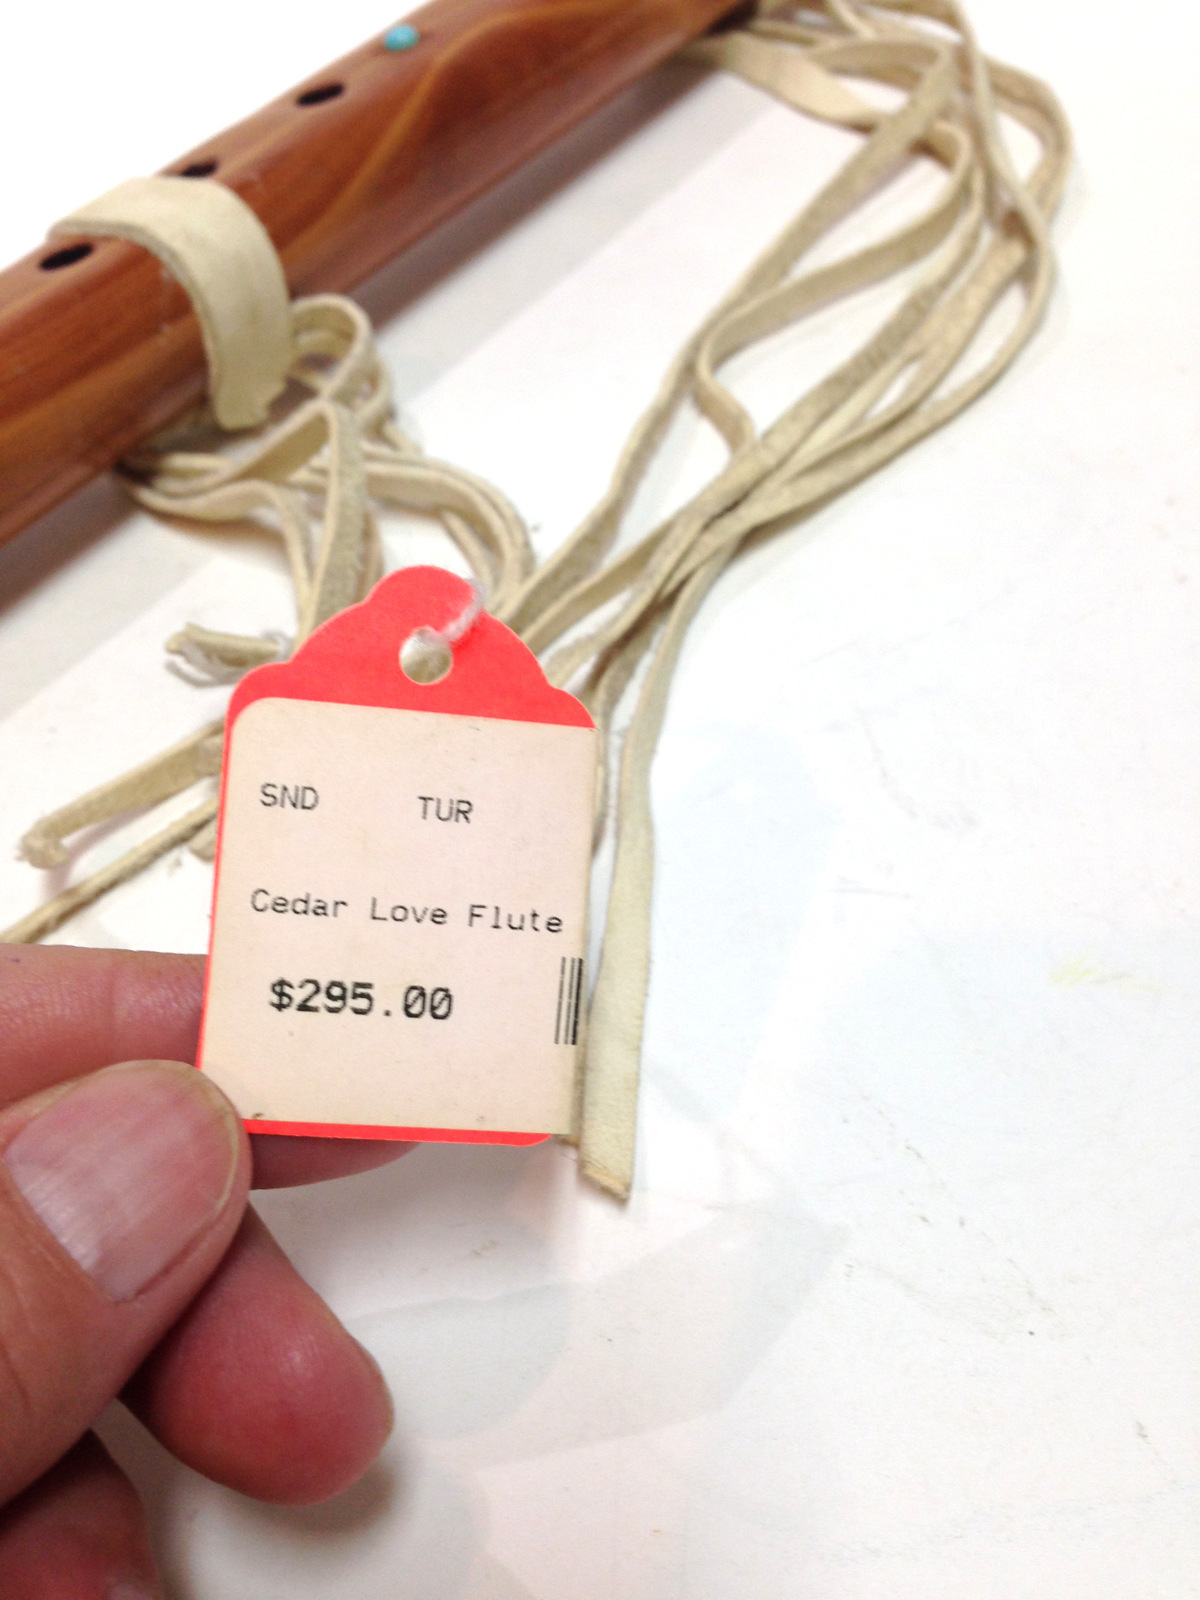 SND TUR
Cedar Love Flute
$295.00